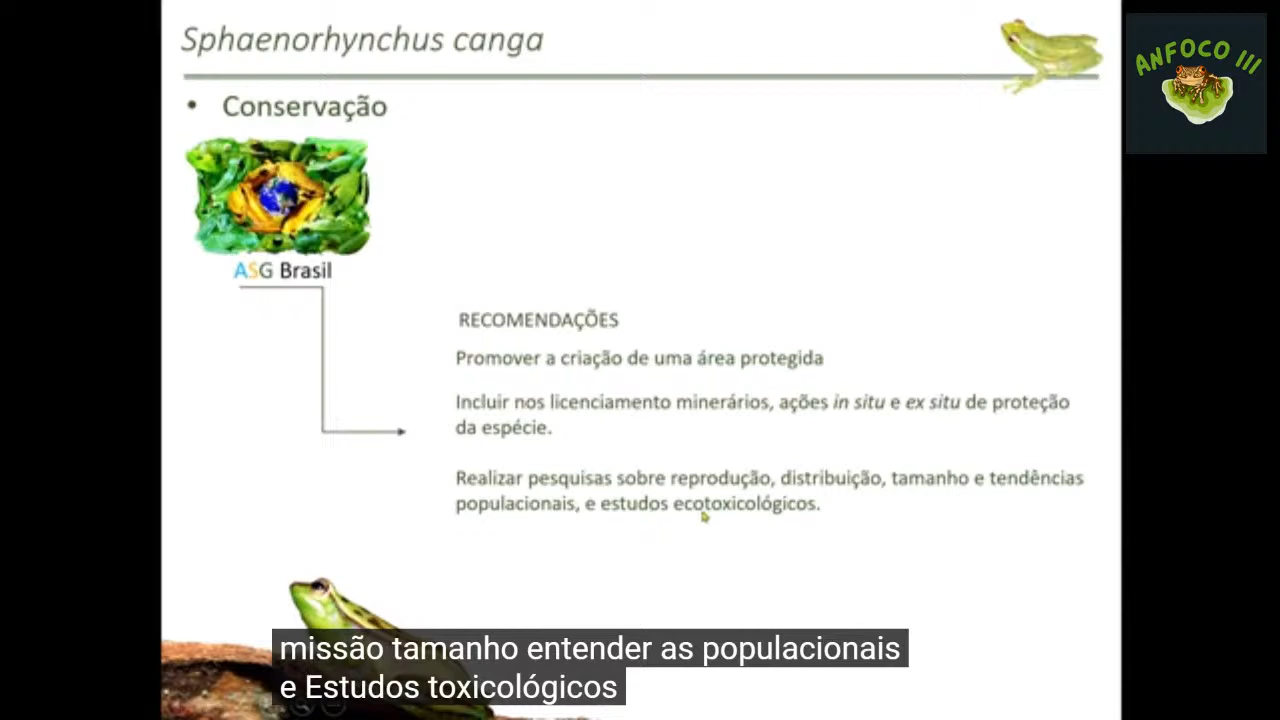 Sphaenorhynchus canga
ANFOCO III
• Conservação
ASG Brasil
RECOMENDAÇÕES
Promover a criação de uma área protegida
Incluir nos licenciamento minerários, ações in situ e ex situ de proteção
da espécie.
Realizar pesquisas sobre reprodução, distribuição, tamanho e tendências
populacionais, e estudos ecotoxicológicos.
missão tamanho entender as populacionais
e Estudos toxicológicos